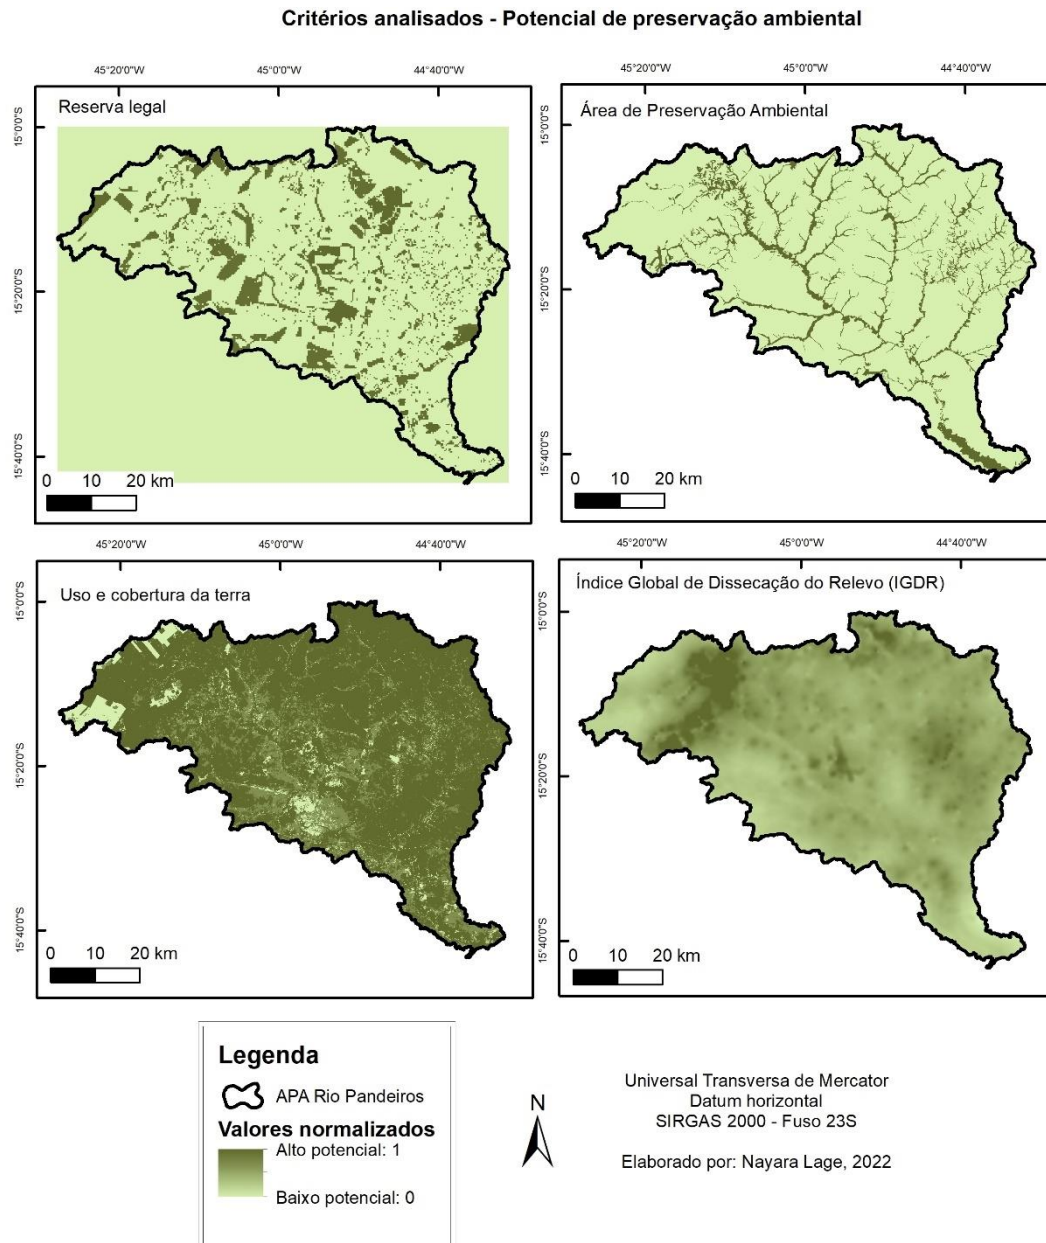 Critérios analisados - Potencial de preservação ambiental
45°20'0"W 45°0'0"W 44°40'0"W
Reserva legal
15°0'0"S
15°20'0"S
15°40'0"S
0 10 20 km
45°20'0"W 45°0'0"W 44°40'0"W
Área de Preservação Ambiental
15°0'0"S
15°20'0"S
15°40'0"S
0 10 20 km
45°20'0"W 45°0'0"W 44°40'0"W
Uso e cobertura da terra
15°0'0"S
15°20'0"S
15°40'0"S
0 10 20 km
45°20'0"W 45°0'0"W 44°40'0"W
Índice Global de Dissecação do Relevo (IGDR)
15°0'0"S
15°20'0"S
15°40'0"S
0 10 20 km
Legenda
APA Rio Pandeiros
Valores normalizados
Alto potencial: 1
Baixo potencial: 0
N
Universal Transversa de Mercator
Datum horizontal
SIRGAS 2000 - Fuso 23S
Elaborado por: Nayara Lage, 2022